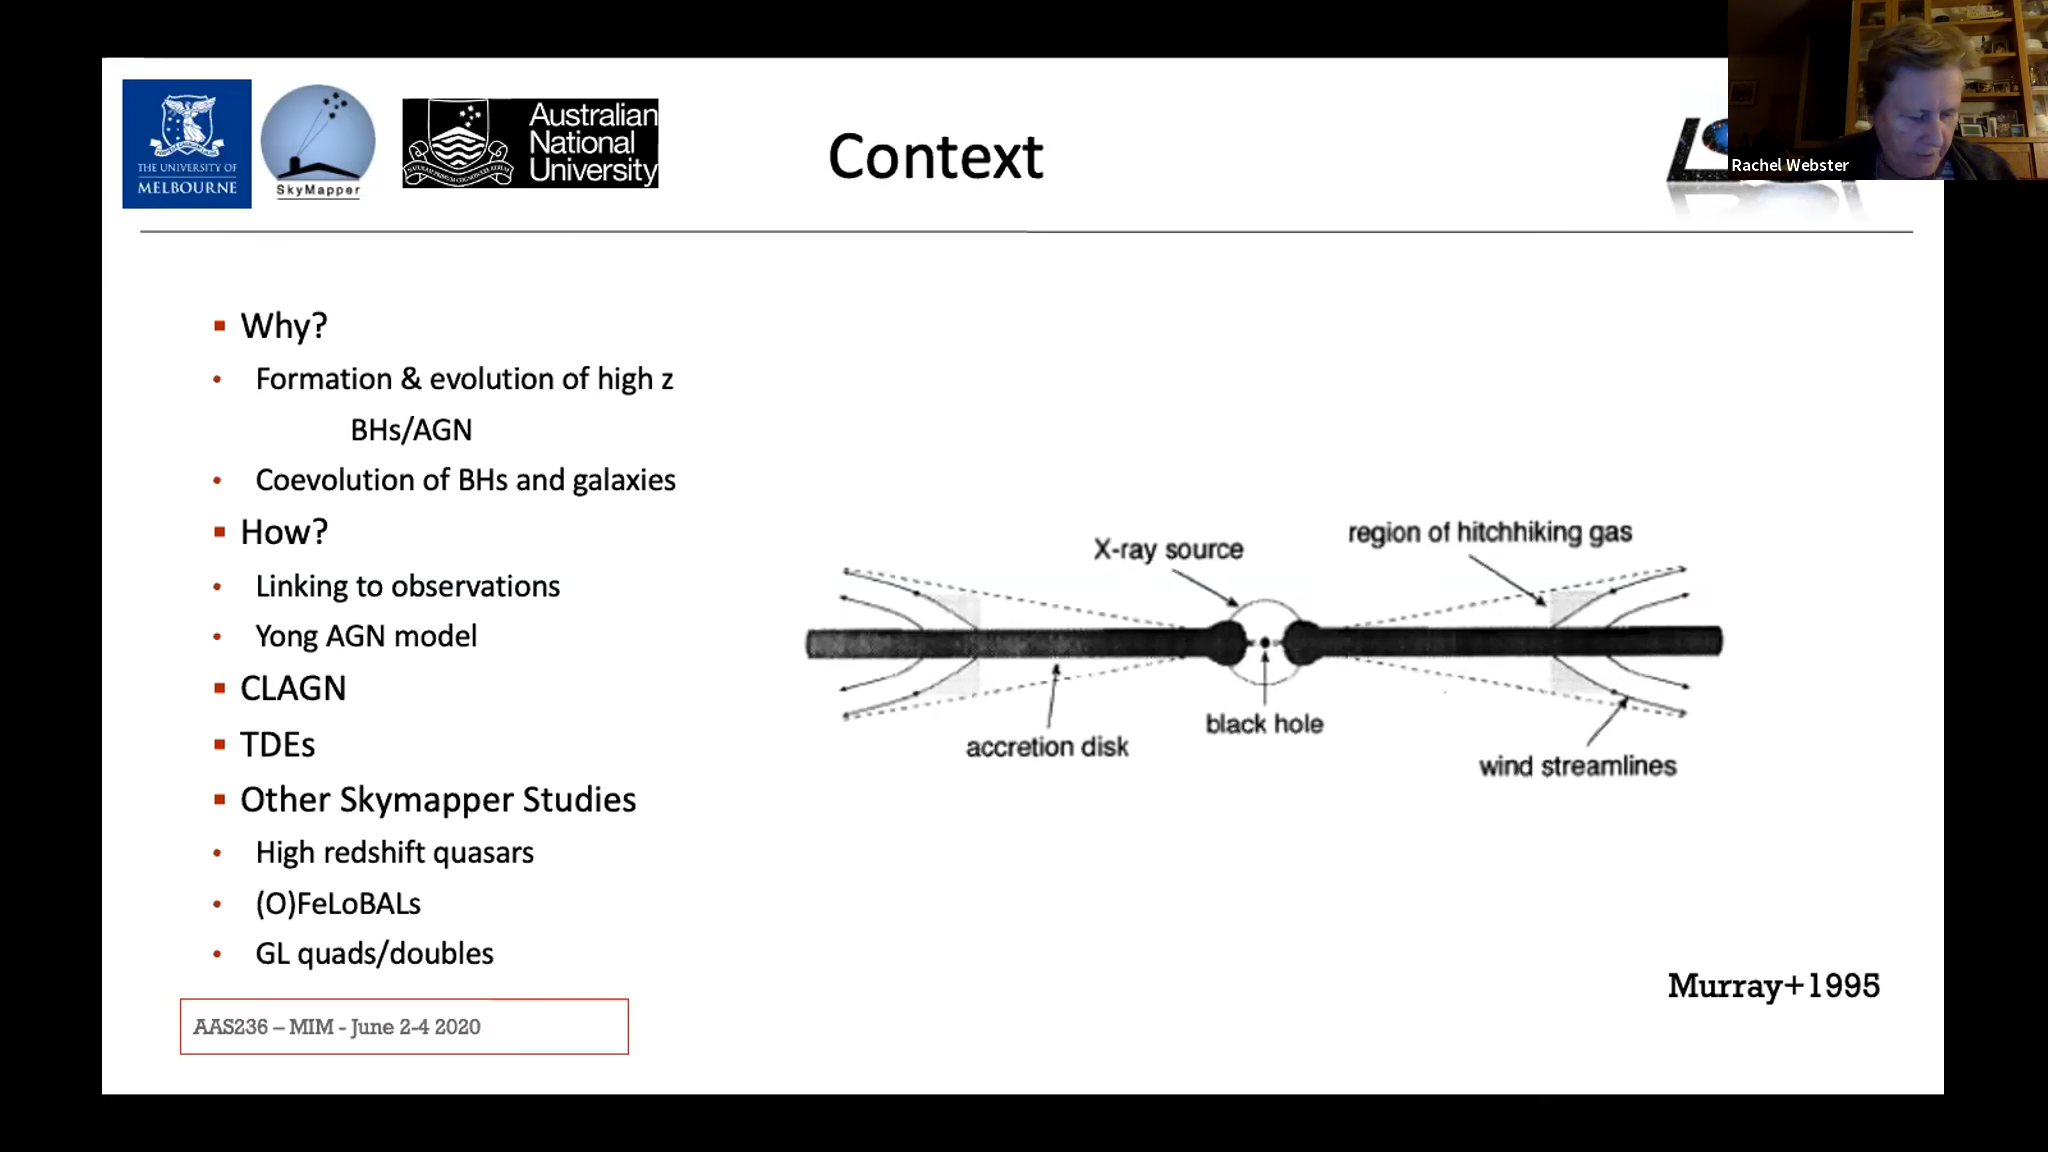 THE UNIVERSITY OF
MELBOURNE
SkyMapper
Australian
National
University
Context
Rachel Webster
Why?
Formation & evolution of high z
BHs/AGN
Coevolution of BHs and galaxies
How?
Linking to observations
Yong AGN model
CLAGN
TDEs
Other Skymapper Studies
High redshift quasars
(O)FeLoBALs
GL quads/doubles
X-ray source
region of hitchhiking gas
black hole
accretion disk
wind streamlines
Murray+1995
AAS236 – MIM - June 2-4 2020